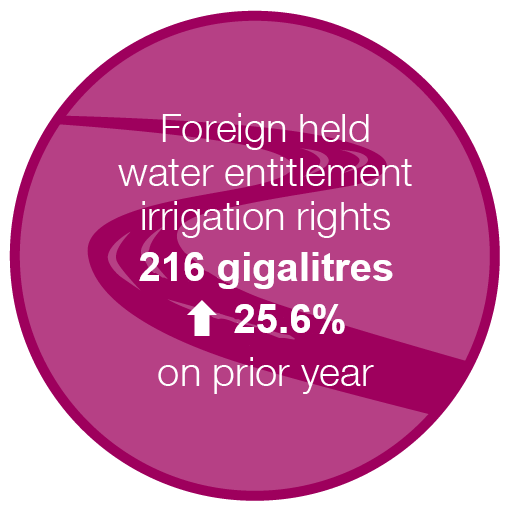 Foreign held
water entitlement
irrigation rights
216 gigalitres
⬆ 25.6%
on prior year